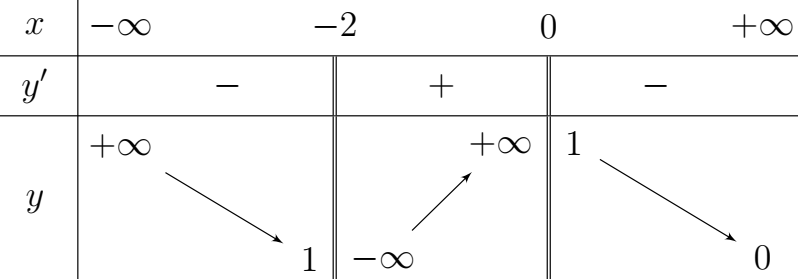 x −∞ −2 0 +∞
y′ − + −
+∞ +∞ 1
y
1 −∞ 0